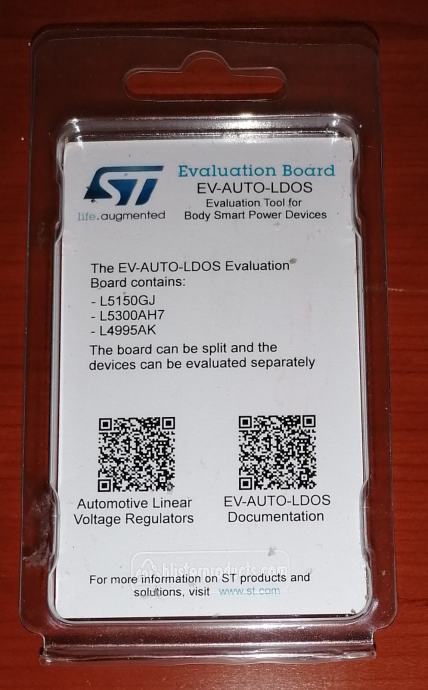 ST
life.augmented
Evaluation Board
EV-AUTO-LDOS
Evaluation Tool for
Body Smart Power Devices
The EV-AUTO-LDOS Evaluation
Board contains:
- L5150GJ
- L5300AH7
- L4995AK
The board can be split and the
devices can be evaluated separately
Automotive Linear
Voltage Regulators
EV-AUTO-LDOS
Documentation
blisterproducts.com
For more information on ST products and
solutions, visit www.st.com